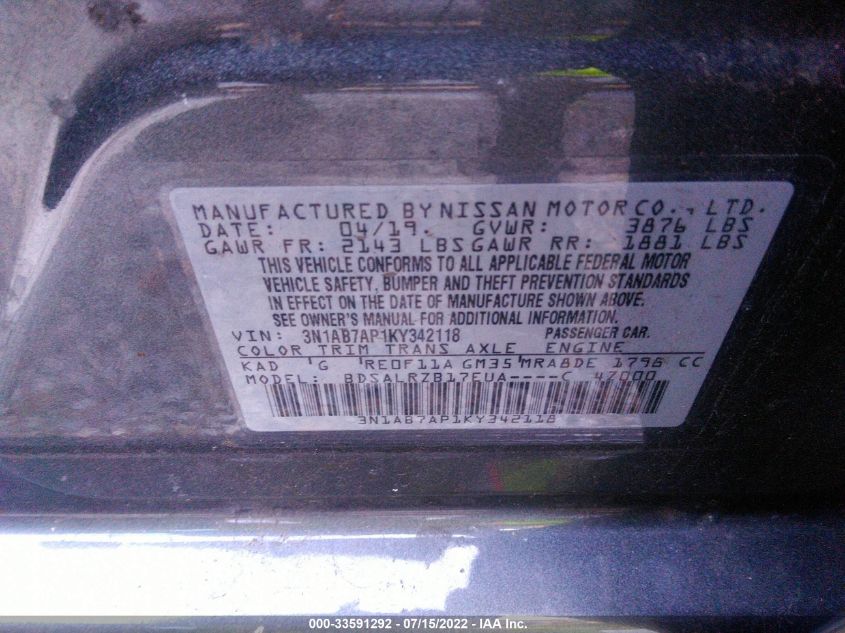 MANUFACTURED BY NISSAN MOTOR CO., LTD.
DATE: 04/19. GVWR: 3876 LBS
GAWR FR: 2143 LBS GAWR RR: 1881 LBS
THIS VEHICLE CONFORMS TO ALL APPLICABLE FEDERAL MOTOR
VEHICLE SAFETY, BUMPER AND THEFT PREVENTION STANDARDS
IN EFFECT ON THE DATE OF MANUFACTURE SHOWN ABOVE.
SEE OWNER'S MANUAL FOR ADDITIONAL INFORMATION
VIN: 3N1AB7AP1KY342118 PASSENGER CAR.
COLOR TRIM TRANS AXLE ENGINE
KAD G RE0F11A GM35 MRA8DE 1796 CC
MODEL: BDSALRZB17EUA----C 47000
3N1AB7AP1KY342118
000-33591292 - 07/15/2022 - IAA Inc.